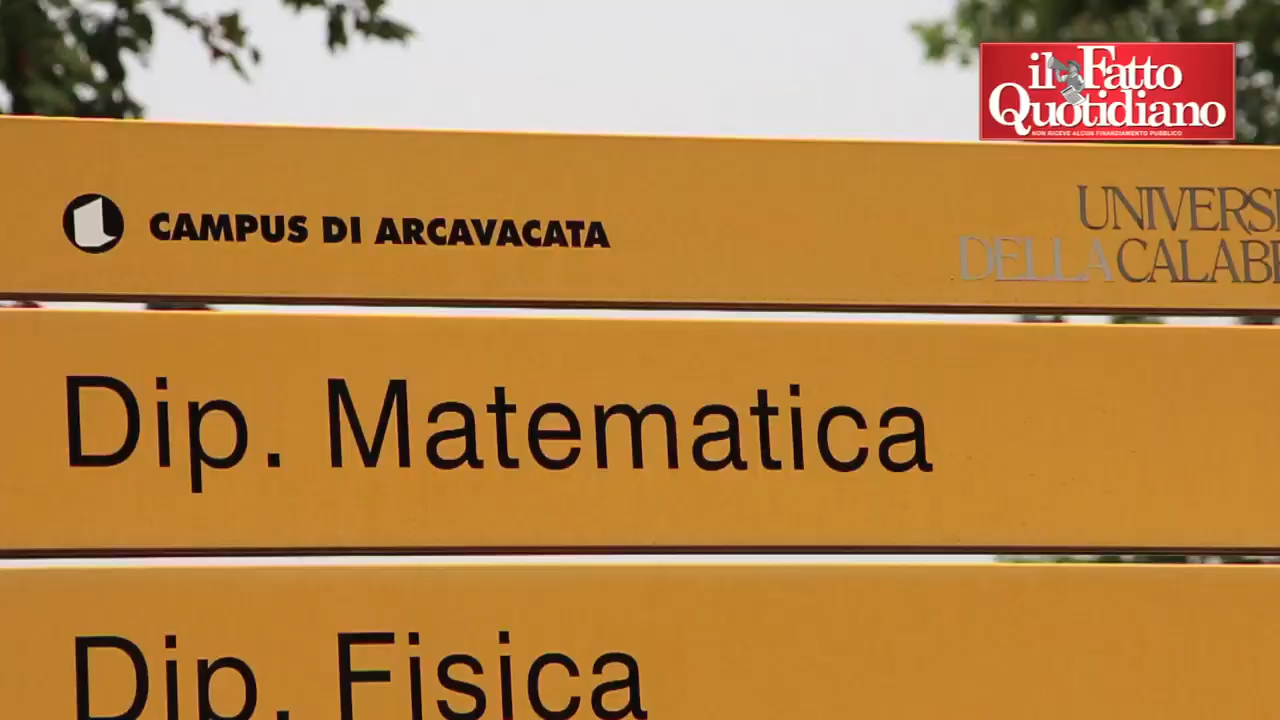 il Fatto
Quotidiano
NON RICEVE ALCUN FINANZIAMENTO PUBBLICO
CAMPUS DI ARCAVACATA
UNIVERSI
DELLA CALAB
Dip. Matematica
Dip. Fisica